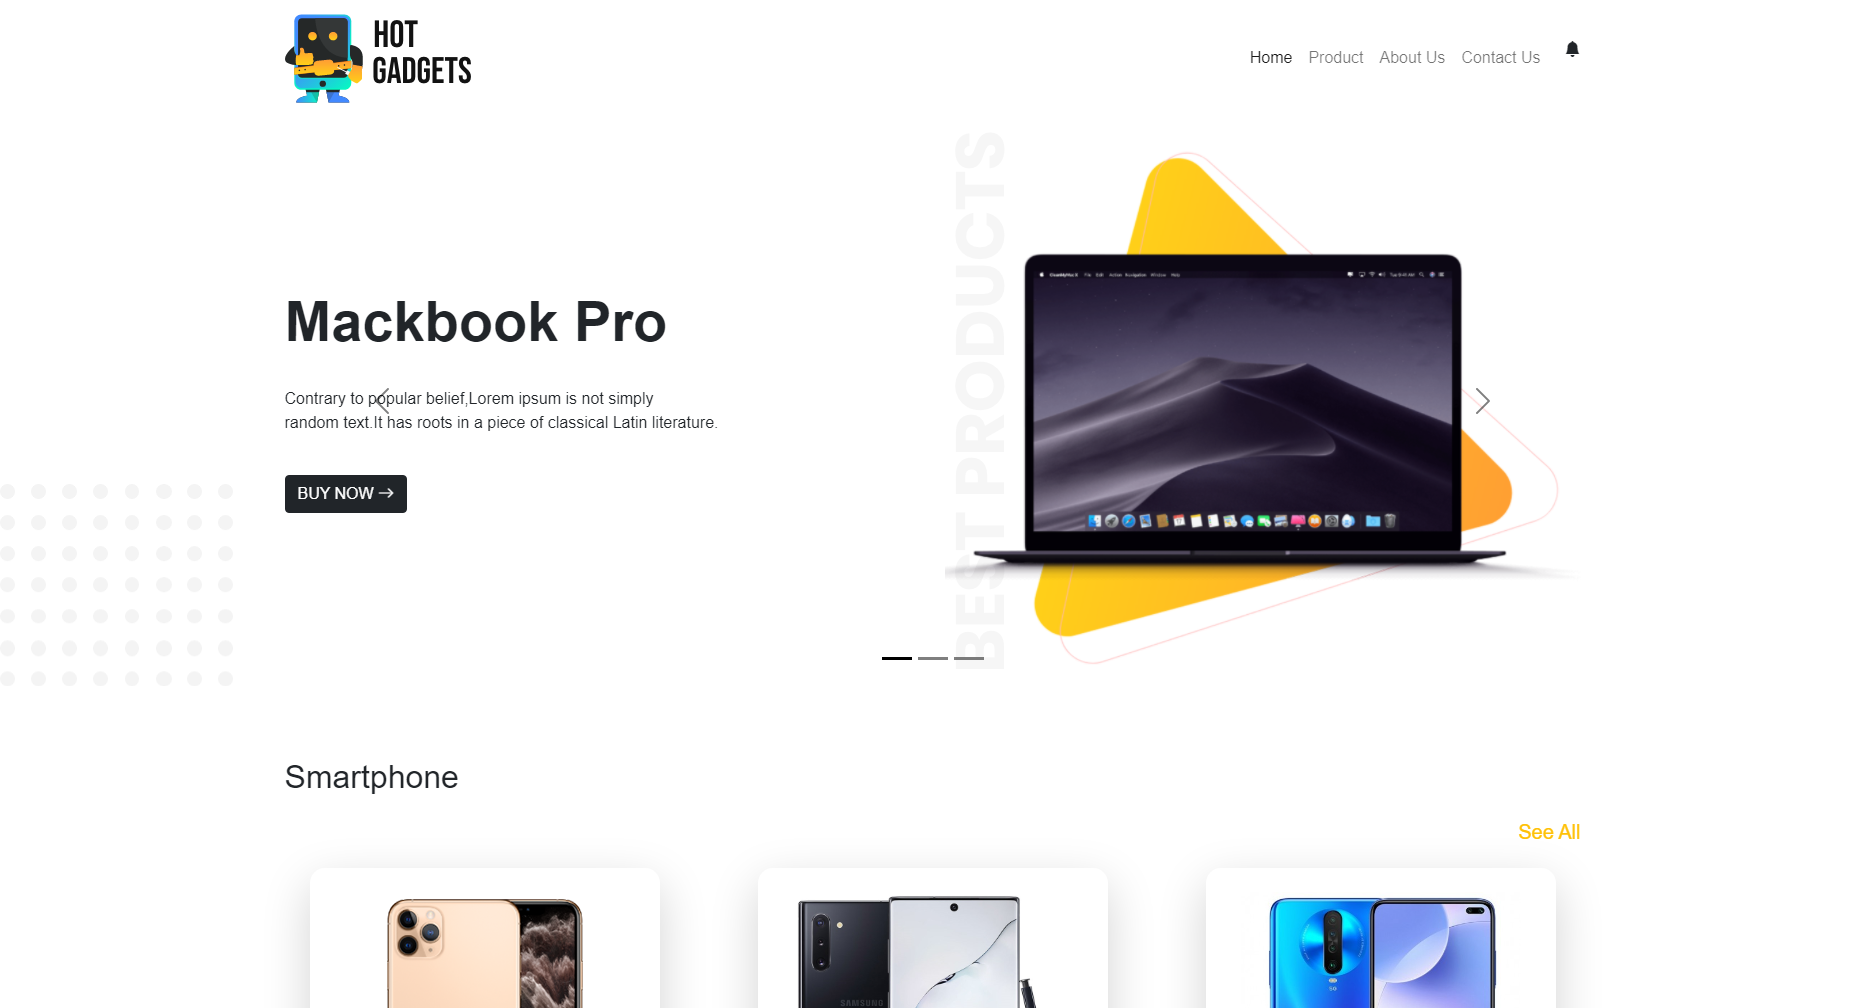 HOT
GADGETS
Home
Product
About Us
Contact Us
BEST PRODUCTS
Mackbook Pro
Contrary to popular belief,Lorem ipsum is not simply
random text.It has roots in a piece of classical Latin literature.
BUY NOW →
Smartphone
See All
SAMSUNG